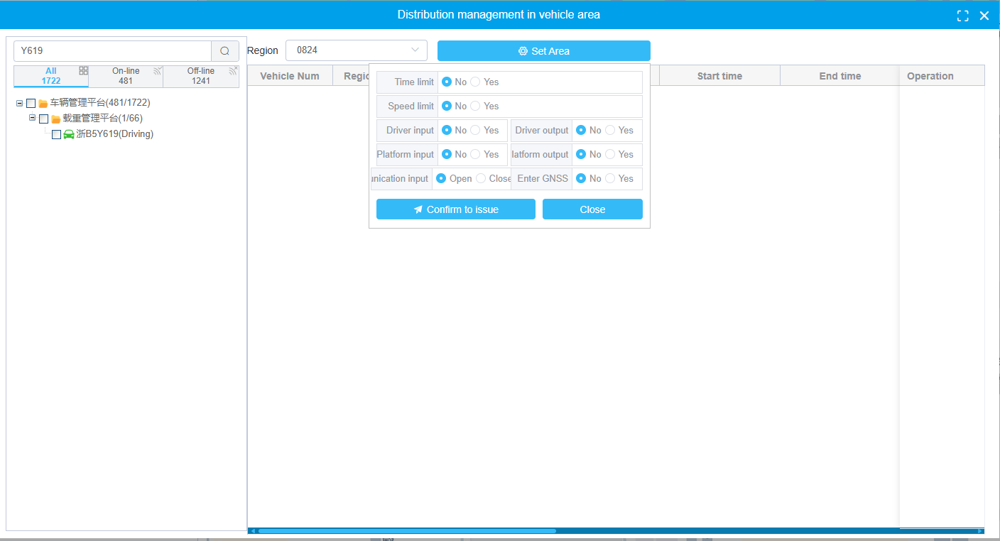 Distribution management in vehicle area
Y619
Region
0824
Set Area
All
1722
On-line
481
Off-line
1241
车辆管理平台(481/1722)
载重管理平台(1/66)
浙B5Y619(Driving)
Vehicle Num
Regio
Start time
End time
Operation
Time limit No Yes
Speed limit No Yes
Driver input No Yes Driver output No Yes
Platform input No Yes latform output No Yes
nication input Open Close Enter GNSS No Yes
Confirm to issue
Close